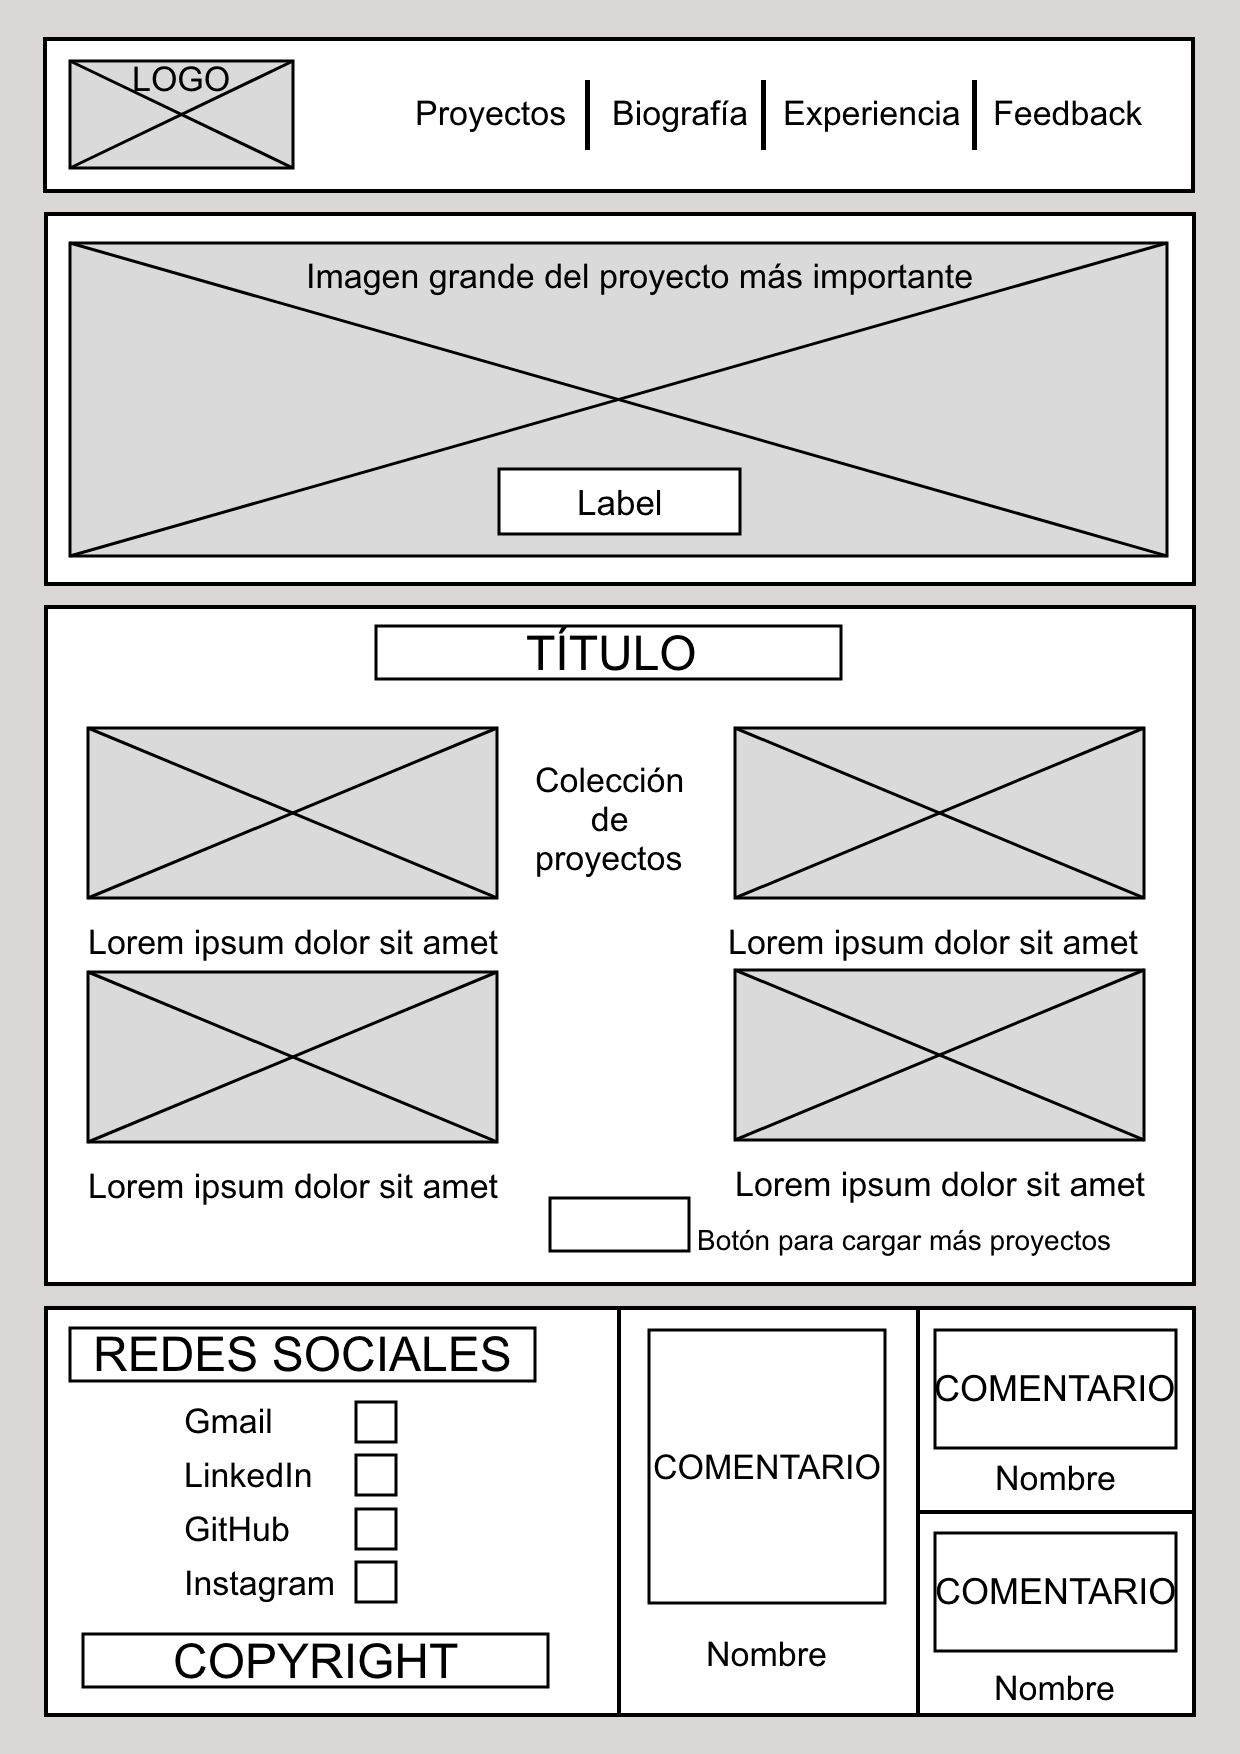 LOGO
Proyectos
Biografía
Experiencia
Feedback
Imagen grande del proyecto más importante
Label
TÍTULO
Colección
de
proyectos
Lorem ipsum dolor sit amet
Lorem ipsum dolor sit amet
Lorem ipsum dolor sit amet
Lorem ipsum dolor sit amet
Botón para cargar más proyectos
REDES SOCIALES
Gmail
LinkedIn
GitHub
Instagram
COPYRIGHT
COMENTARIO
Nombre
COMENTARIO
Nombre
COMENTARIO
Nombre